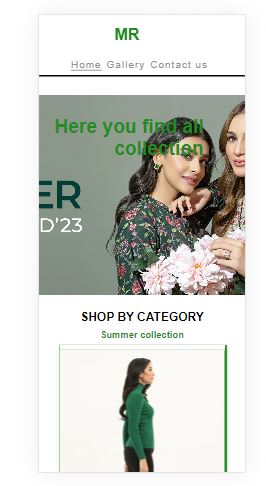 MR
Home Gallery Contact us
Here you find all
collection
ER
D'23
SHOP BY CATEGORY
Summer collection